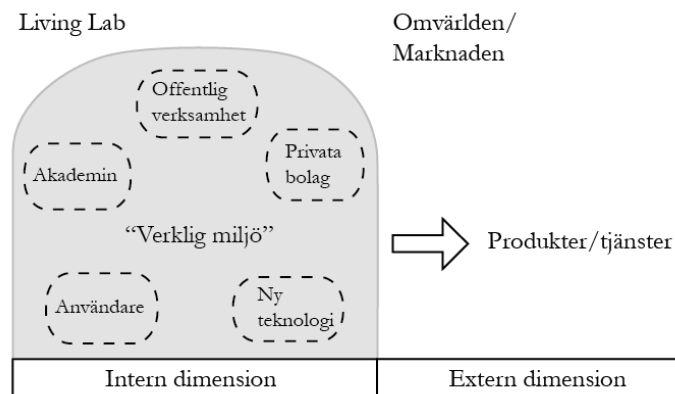 Living Lab
Omvärlden/
Marknaden
Offentlig
verksamhet
Privata
bolag
Akademin
“Verklig miljö”
Produkter/tjänster
Användare
Ny
teknologi
Intern dimension
Extern dimension